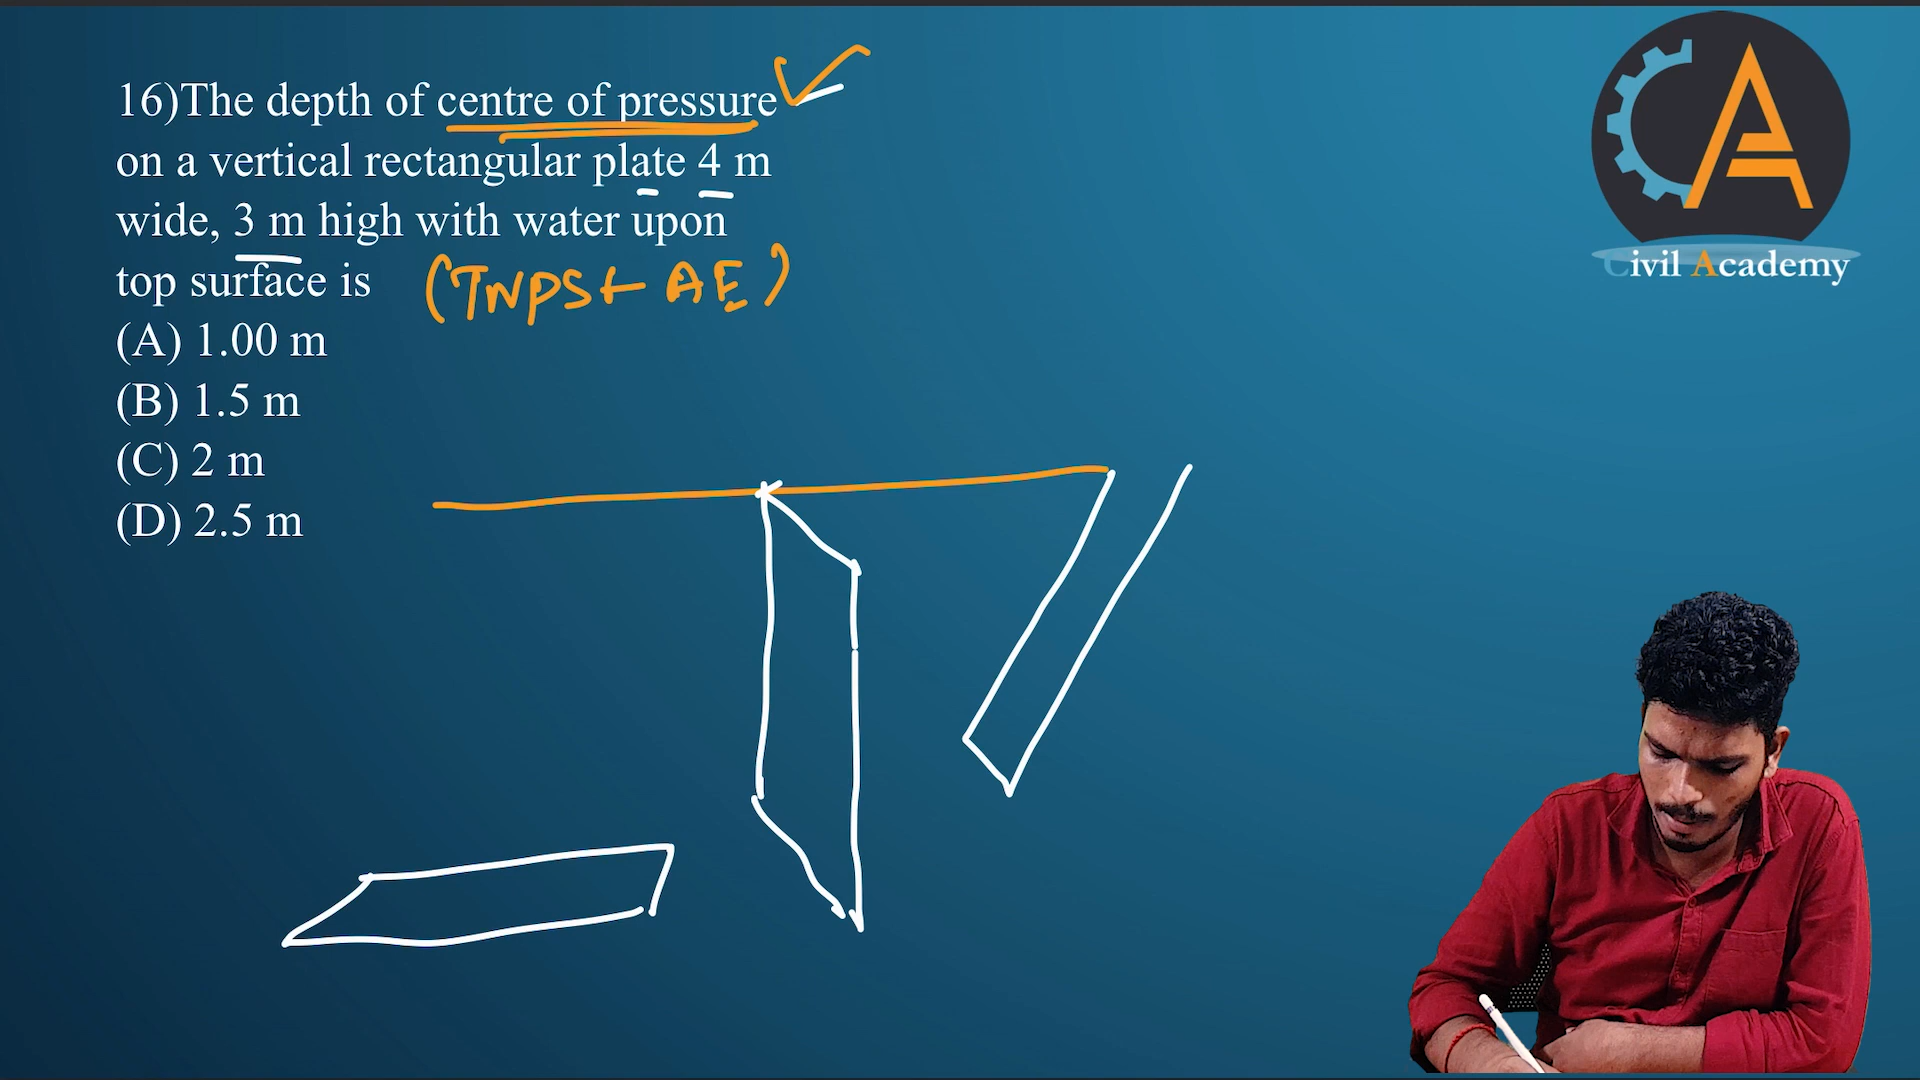 16)The depth of centre of pressure
on a vertical rectangular plate 4 m
wide, 3 m high with water upon
top surface is
(TNPSC AE)
(A) 1.00 m
(B) 1.5 m
(C) 2 m
(D) 2.5 m
CA
Civil Academy